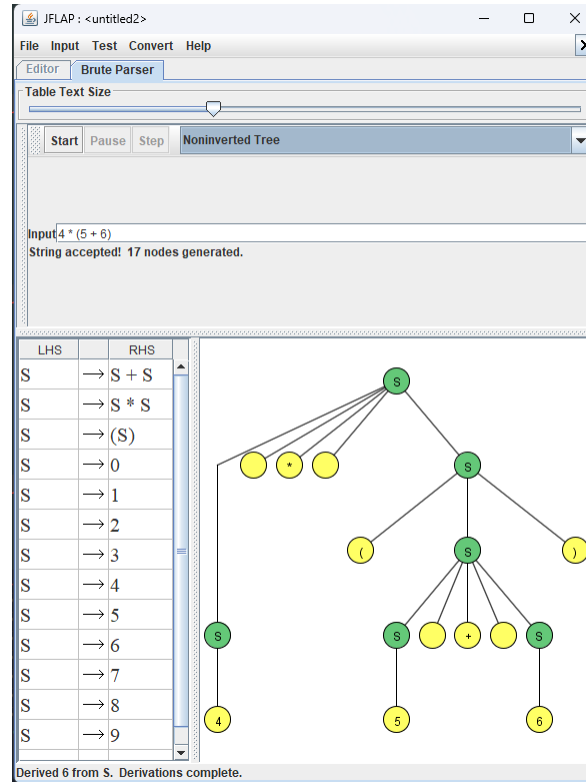 JFLAP : <untitled2>
File Input Test Convert Help
Editor Brute Parser
Table Text Size
Start Pause Step Noninverted Tree
Input 4 * (5 + 6)
String accepted! 17 nodes generated.
LHS RHS
S → S + S
S → S * S
S → (S)
S → 0
S → 1
S → 2
S → 3
S → 4
S → 5
S → 6
S → 7
S → 8
S → 9
S
* S
( S )
S S + S
4 5 6
Derived 6 from S. Derivations complete.